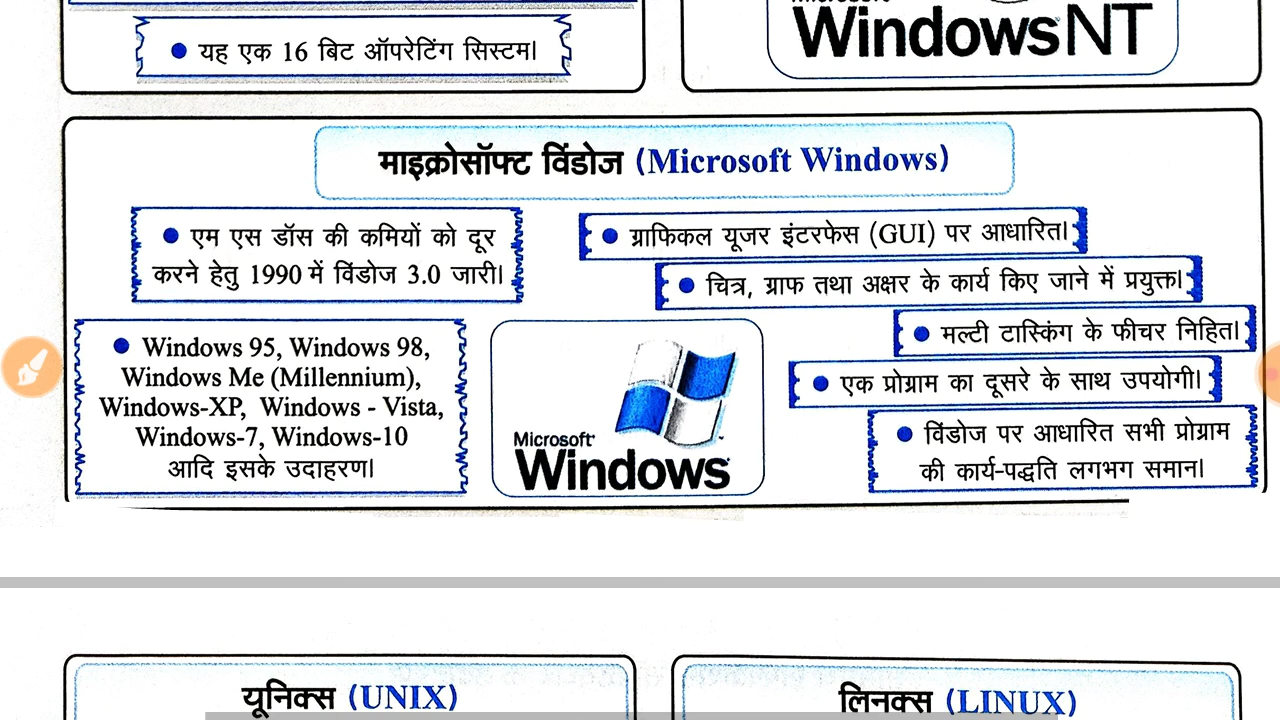 • यह एक 16 बिट ऑपरेटिंग सिस्टम।
Windows NT
माइक्रोसॉफ्ट विंडोज (Microsoft Windows)
• एम एस डॉस की कमियों को दूर
करने हेतु 1990 में विंडोज 3.0 जारी।
• Windows 95, Windows 98,
Windows Me (Millennium),
Windows-XP, Windows - Vista,
Windows-7, Windows-10
आदि इसके उदाहरण।
Microsoft
Windows
• ग्राफिकल यूजर इंटरफेस (GUI) पर आधारित।
• चित्र, ग्राफ तथा अक्षर के कार्य किए जाने में प्रयुक्त।
• मल्टी टास्किंग के फीचर निहित।
• एक प्रोग्राम का दूसरे के साथ उपयोगी।
• विंडोज पर आधारित सभी प्रोग्राम
की कार्य-पद्धति लगभग समान।
यूनिक्स (UNIX)
लिनक्स (LINUX)